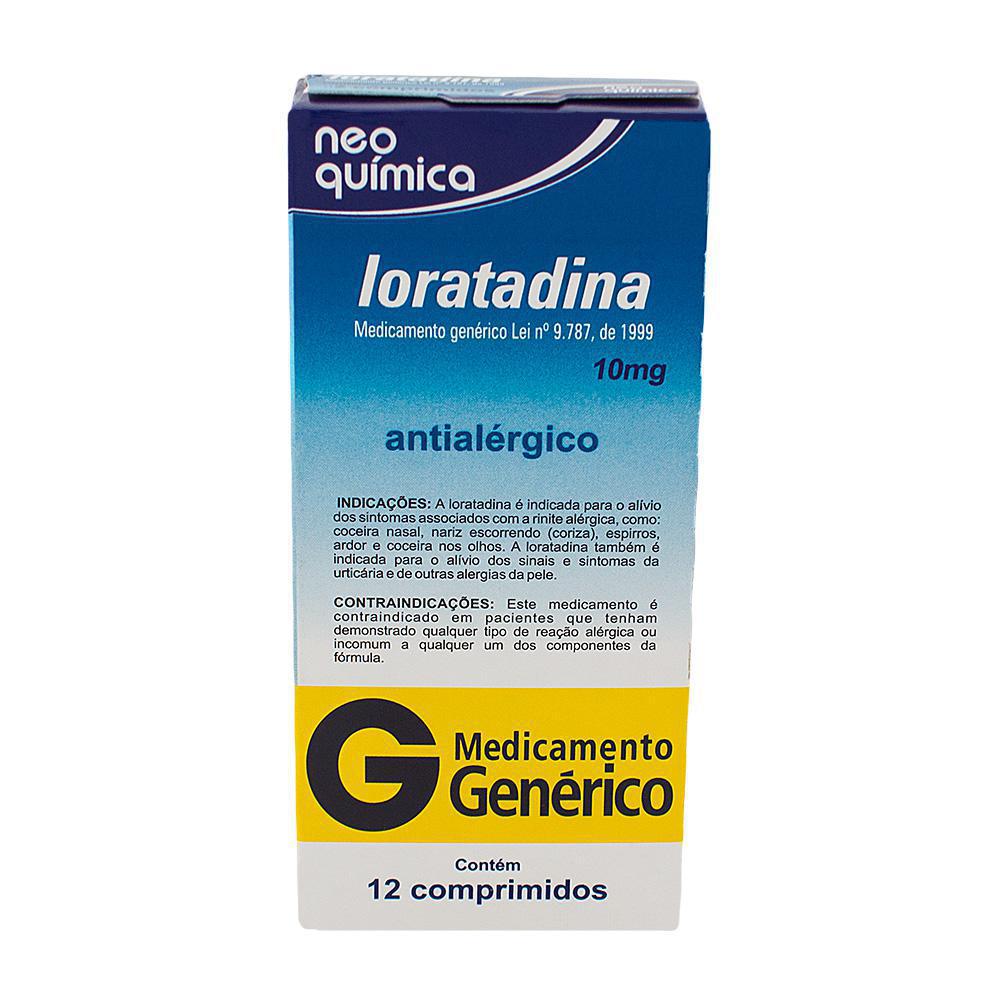 loratadina
comprimidos
química
neo
química
loratadina
Medicamento genérico Lei nº 9.787, de 1999
10mg
antialérgico
INDICAÇÕES: A loratadina é indicada para o alívio
dos sintomas associados com a rinite alérgica, como:
coceira nasal, nariz escorrendo (coriza), espirros,
ardor e coceira nos olhos. A loratadina também é
indicada para o alívio dos sinais e sintomas da
urticária e de outras alergias da pele.
CONTRAINDICAÇÕES: Este medicamento é
contraindicado em pacientes que tenham
demonstrado qualquer tipo de reação alérgica ou
incomum a qualquer um dos componentes da
fórmula.
G
Medicamento
Genérico
Contém
12 comprimidos